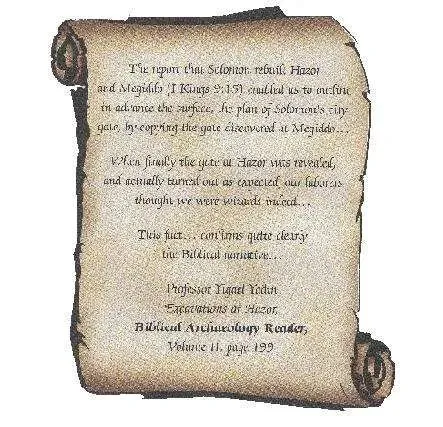 The report that Solomon rebuilt Hazor
and Megiddo (I Kings 9:15) enabled us to outline
in advance the surface, the plan of Solomon's city
gate, by copying the gate discovered at Megiddo...
When finally the gate at Hazor was revealed,
and actually turned out as expected, our laborers
thought we were wizards indeed...
This fact... confirms quite clearly
the Biblical narrative...
Professor Yigael Yadin
Excavations at Hazor,
Biblical Archaeology Reader,
Volume II, page 199